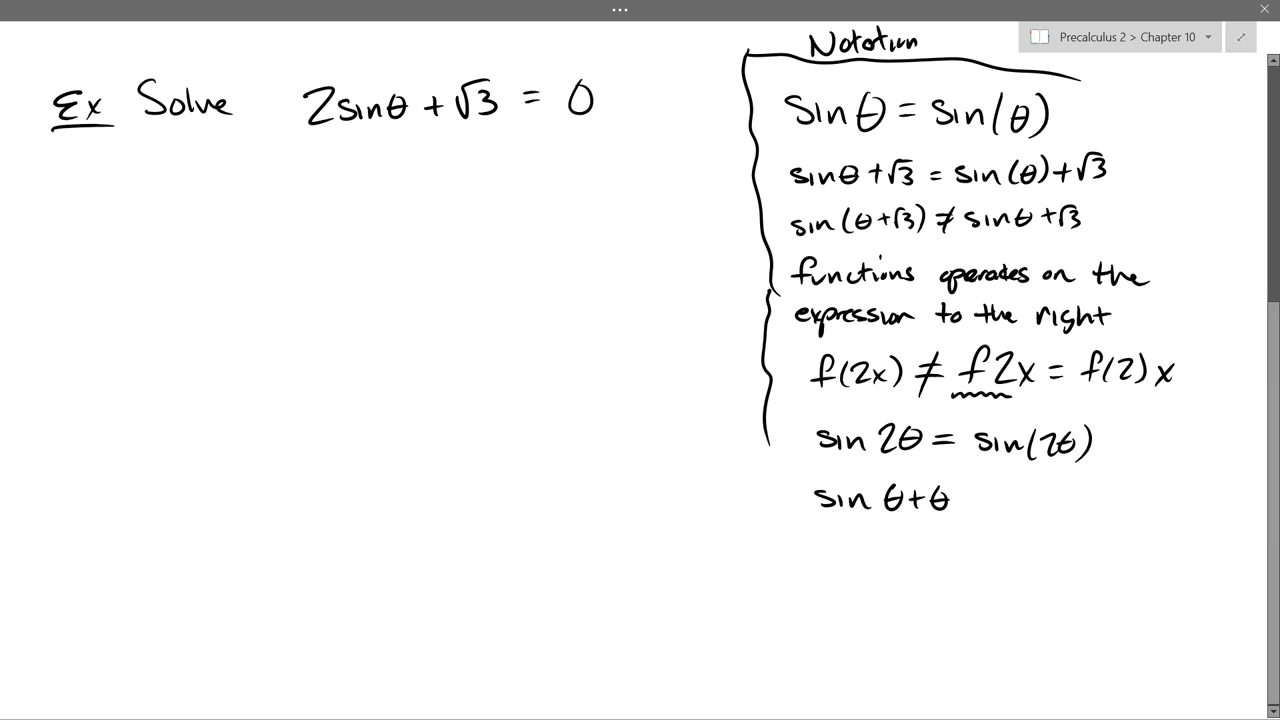 Precalculus 2 > Chapter 10
Ex Solve 2sinθ + √3 = 0
Notation
sinθ = sin(θ)
sinθ + √3 = sin(θ) + √3
sin(θ+√3) ≠ sinθ + √3
functions operates on the
expression to the right
f(2x) ≠ f2x = f(2)x
sin 2θ = sin(2θ)
sin θ+θ